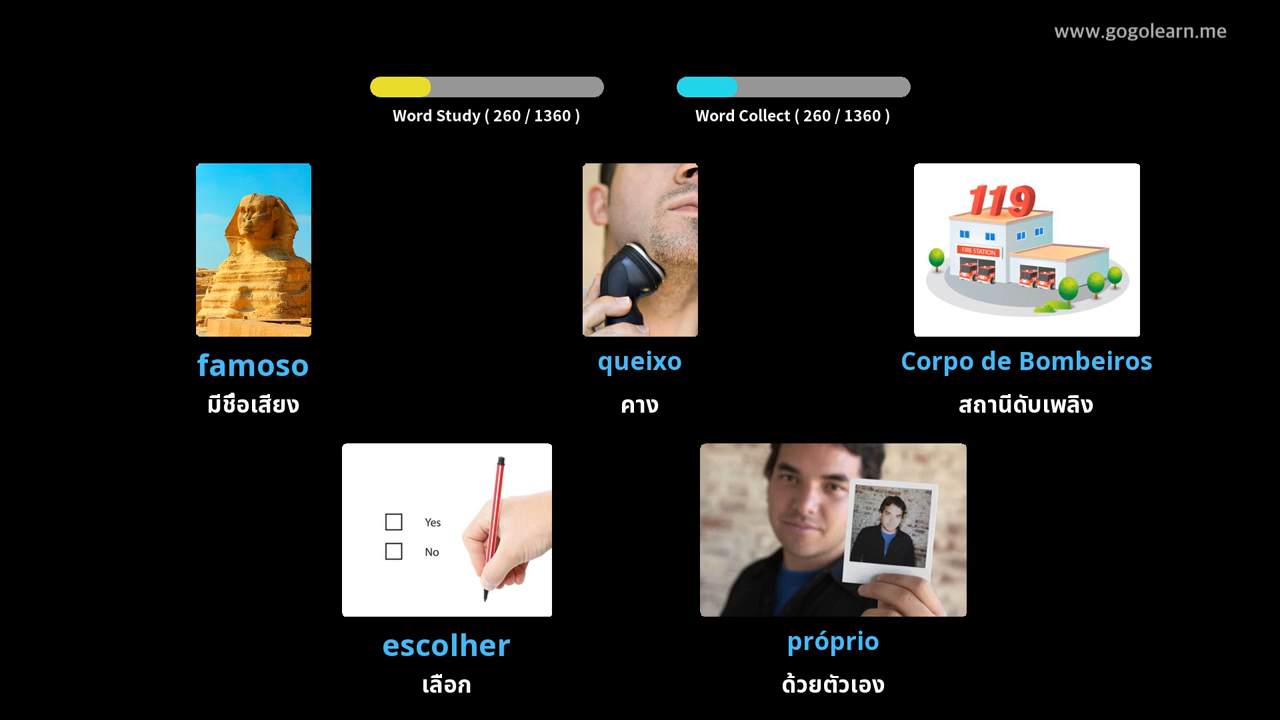 www.gogolearn.me
Word Study ( 260 / 1360 )
Word Collect ( 260 / 1360 )
119
FIRE STATION
famoso
มีชื่อเสียง
queixo
คาง
Corpo de Bombeiros
สถานีดับเพลิง
Yes
No
escolher
เลือก
próprio
ด้วยตัวเอง